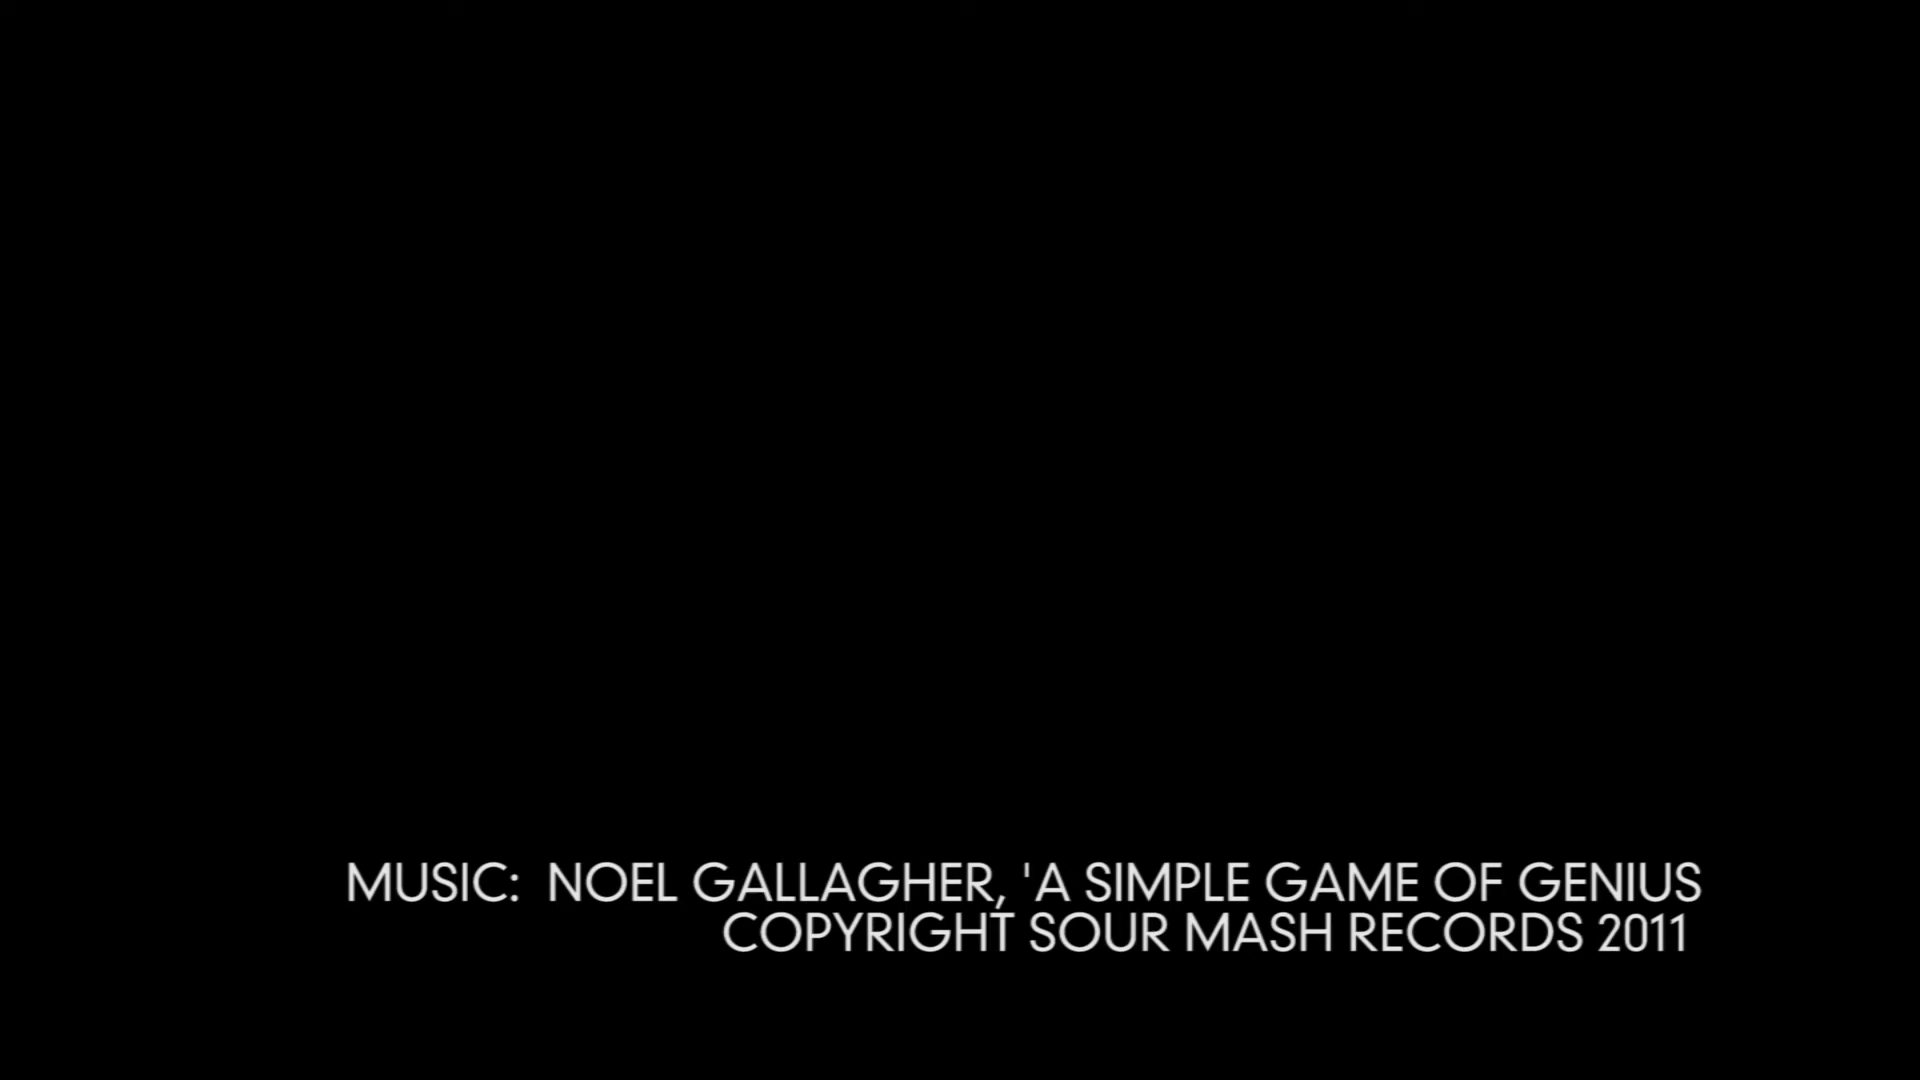 MUSIC:  NOEL GALLAGHER, 'A SIMPLE GAME OF GENIUS
COPYRIGHT SOUR MASH RECORDS 2011